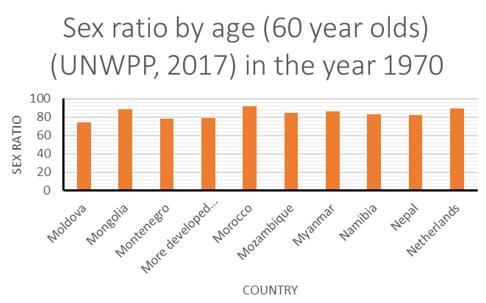 Sex ratio by age (60 year olds)
(UNWPP, 2017) in the year 1970
SEX RATIO
100
80
60
40
20
0
Moldova
Mongolia
Montenegro
More developed...
Morocco
Mozambique
Myanmar
Namibia
Nepal
Netherlands
COUNTRY